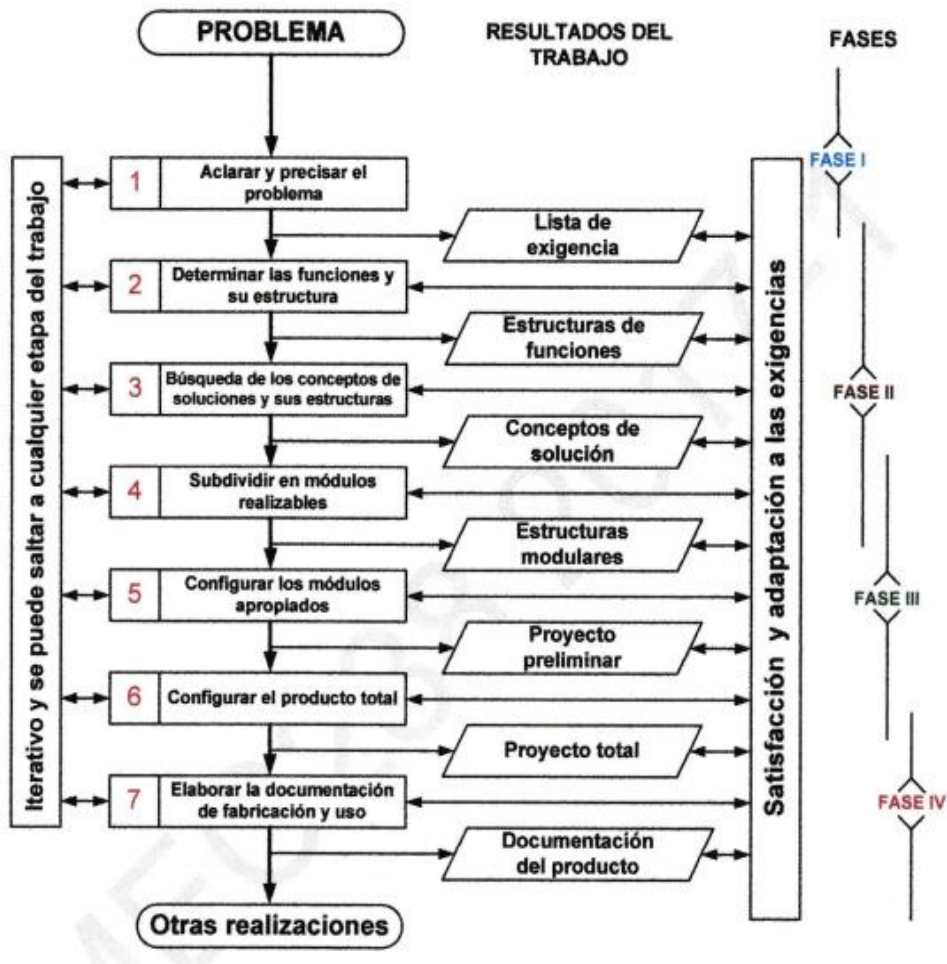 PROBLEMA
RESULTADOS DEL
TRABAJO
FASES
Iterativo y se puede saltar a cualquier etapa del trabajo
1
Aclarar y precisar el
problema
Lista de
exigencia
2
Determinar las funciones y
su estructura
Estructuras de
funciones
3
Búsqueda de los conceptos de
soluciones y sus estructuras
Conceptos de
solución
4
Subdividir en módulos
realizables
Estructuras
modulares
5
Configurar los módulos
apropiados
Proyecto
preliminar
6
Configurar el producto total
Proyecto total
7
Elaborar la documentación
de fabricación y uso
Documentación
del producto
Otras realizaciones
Satisfacción y adaptación a las exigencias
FASE I
FASE II
FASE III
FASE IV